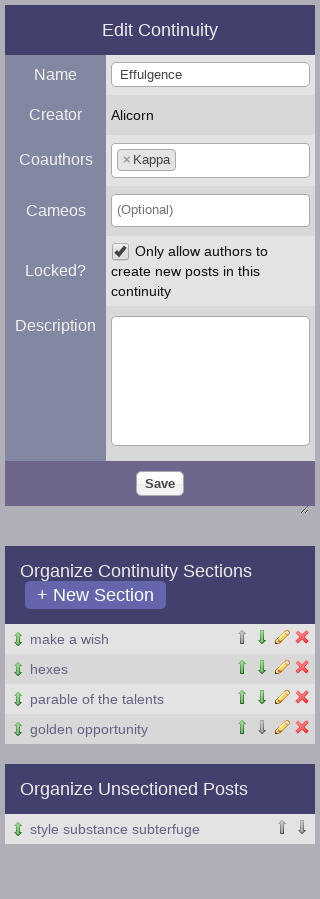 Edit Continuity
Name
Effulgence
Creator
Alicorn
Coauthors
×Kappa
Cameos
(Optional)
Locked?
Only allow authors to
create new posts in this
continuity
Description
Save
Organize Continuity Sections
+ New Section
make a wish
hexes
parable of the talents
golden opportunity
Organize Unsectioned Posts
style substance subterfuge